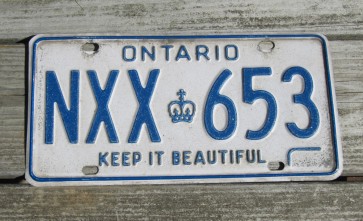 ONTARIO
NXX 653
KEEP IT BEAUTIFUL